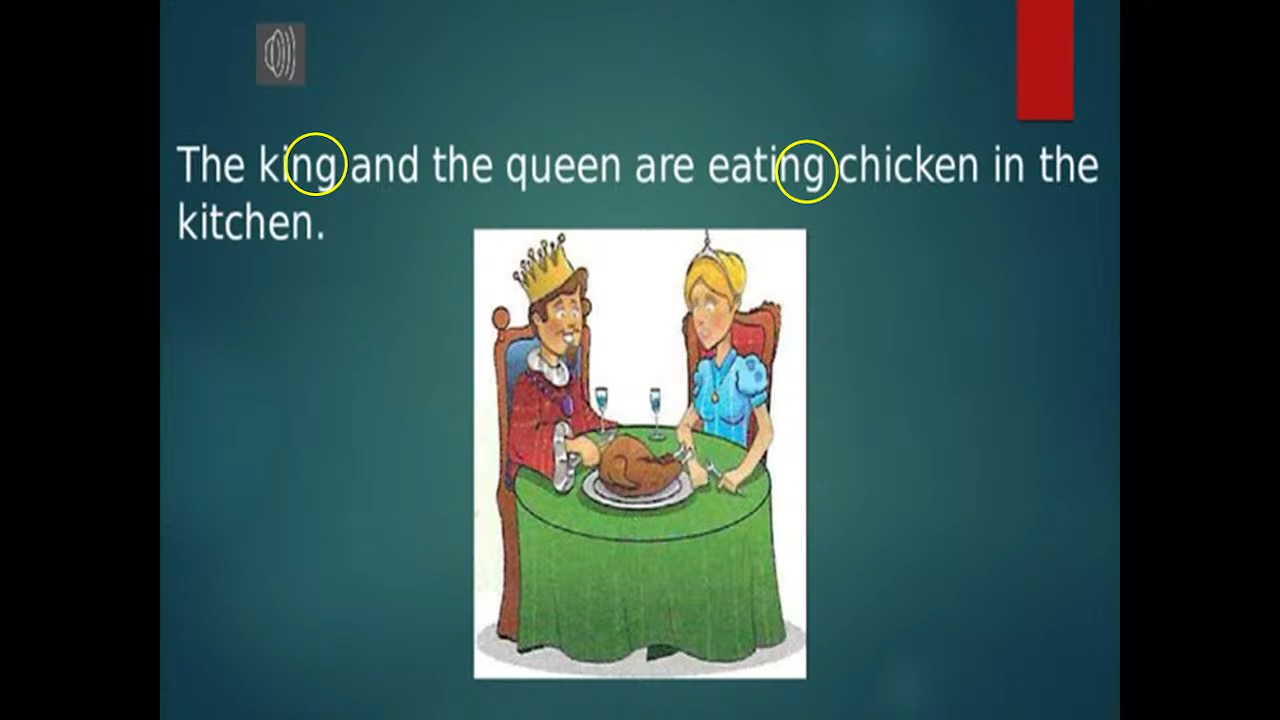 The king and the queen are eating chicken in the
kitchen.